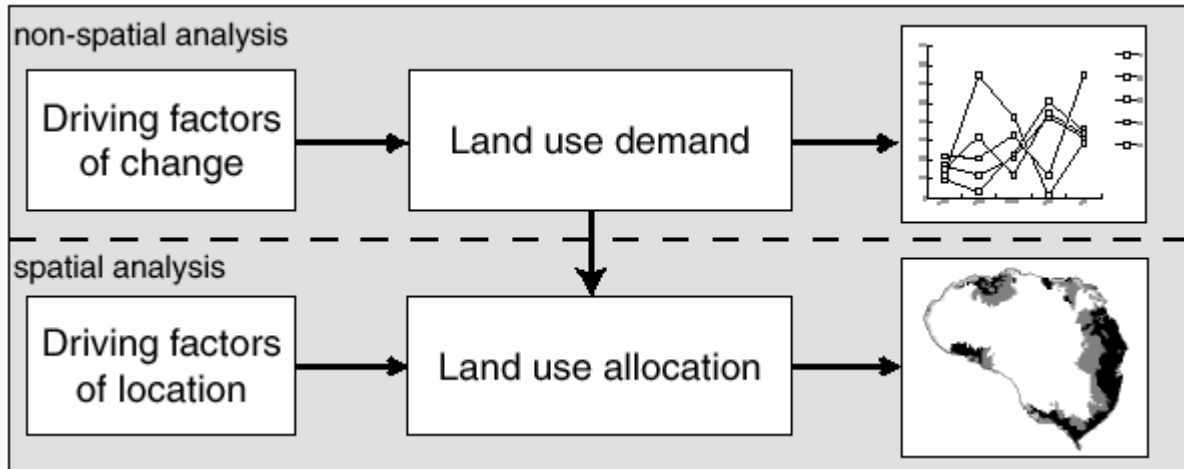 non-spatial analysis
Driving factors
of change
Land use demand
spatial analysis
Driving factors
of location
Land use allocation